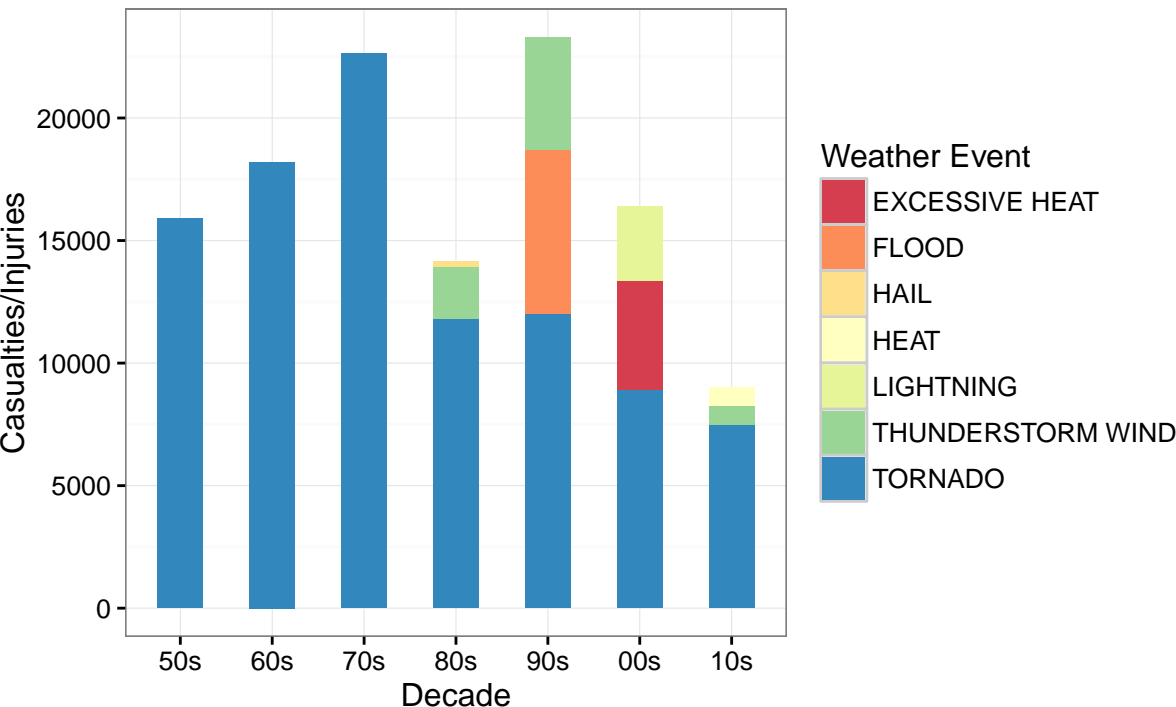 Casualties/Injuries
20000
15000
10000
5000
0
50s 60s 70s 80s 90s 00s 10s
Decade
Weather Event
EXCESSIVE HEAT
FLOOD
HAIL
HEAT
LIGHTNING
THUNDERSTORM WIND
TORNADO